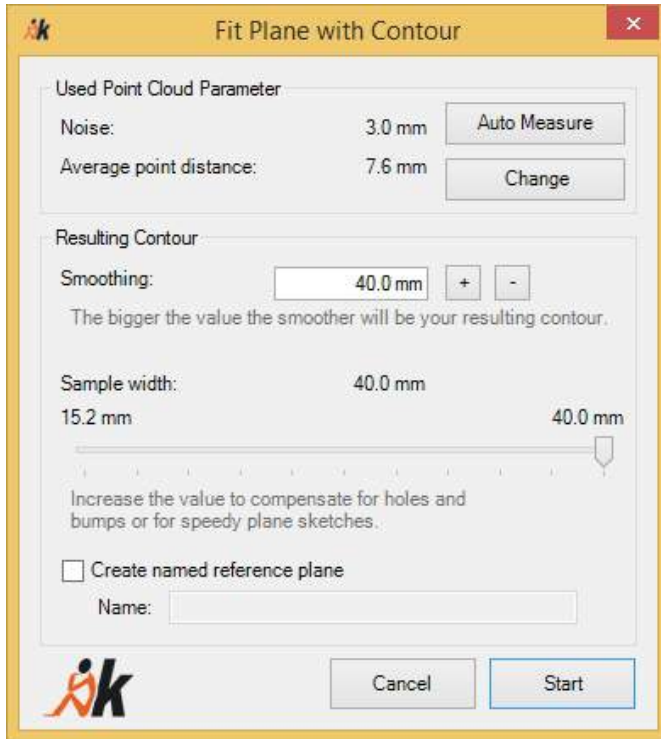 k
Fit Plane with Contour
Used Point Cloud Parameter
Noise: 3.0 mm Auto Measure
Average point distance: 7.6 mm Change
Resulting Contour
Smoothing: 40.0 mm + -
The bigger the value the smoother will be your resulting contour.
Sample width: 40.0 mm
15.2 mm 40.0 mm
Increase the value to compensate for holes and
bumps or for speedy plane sketches.
Create named reference plane
Name:
k Cancel Start